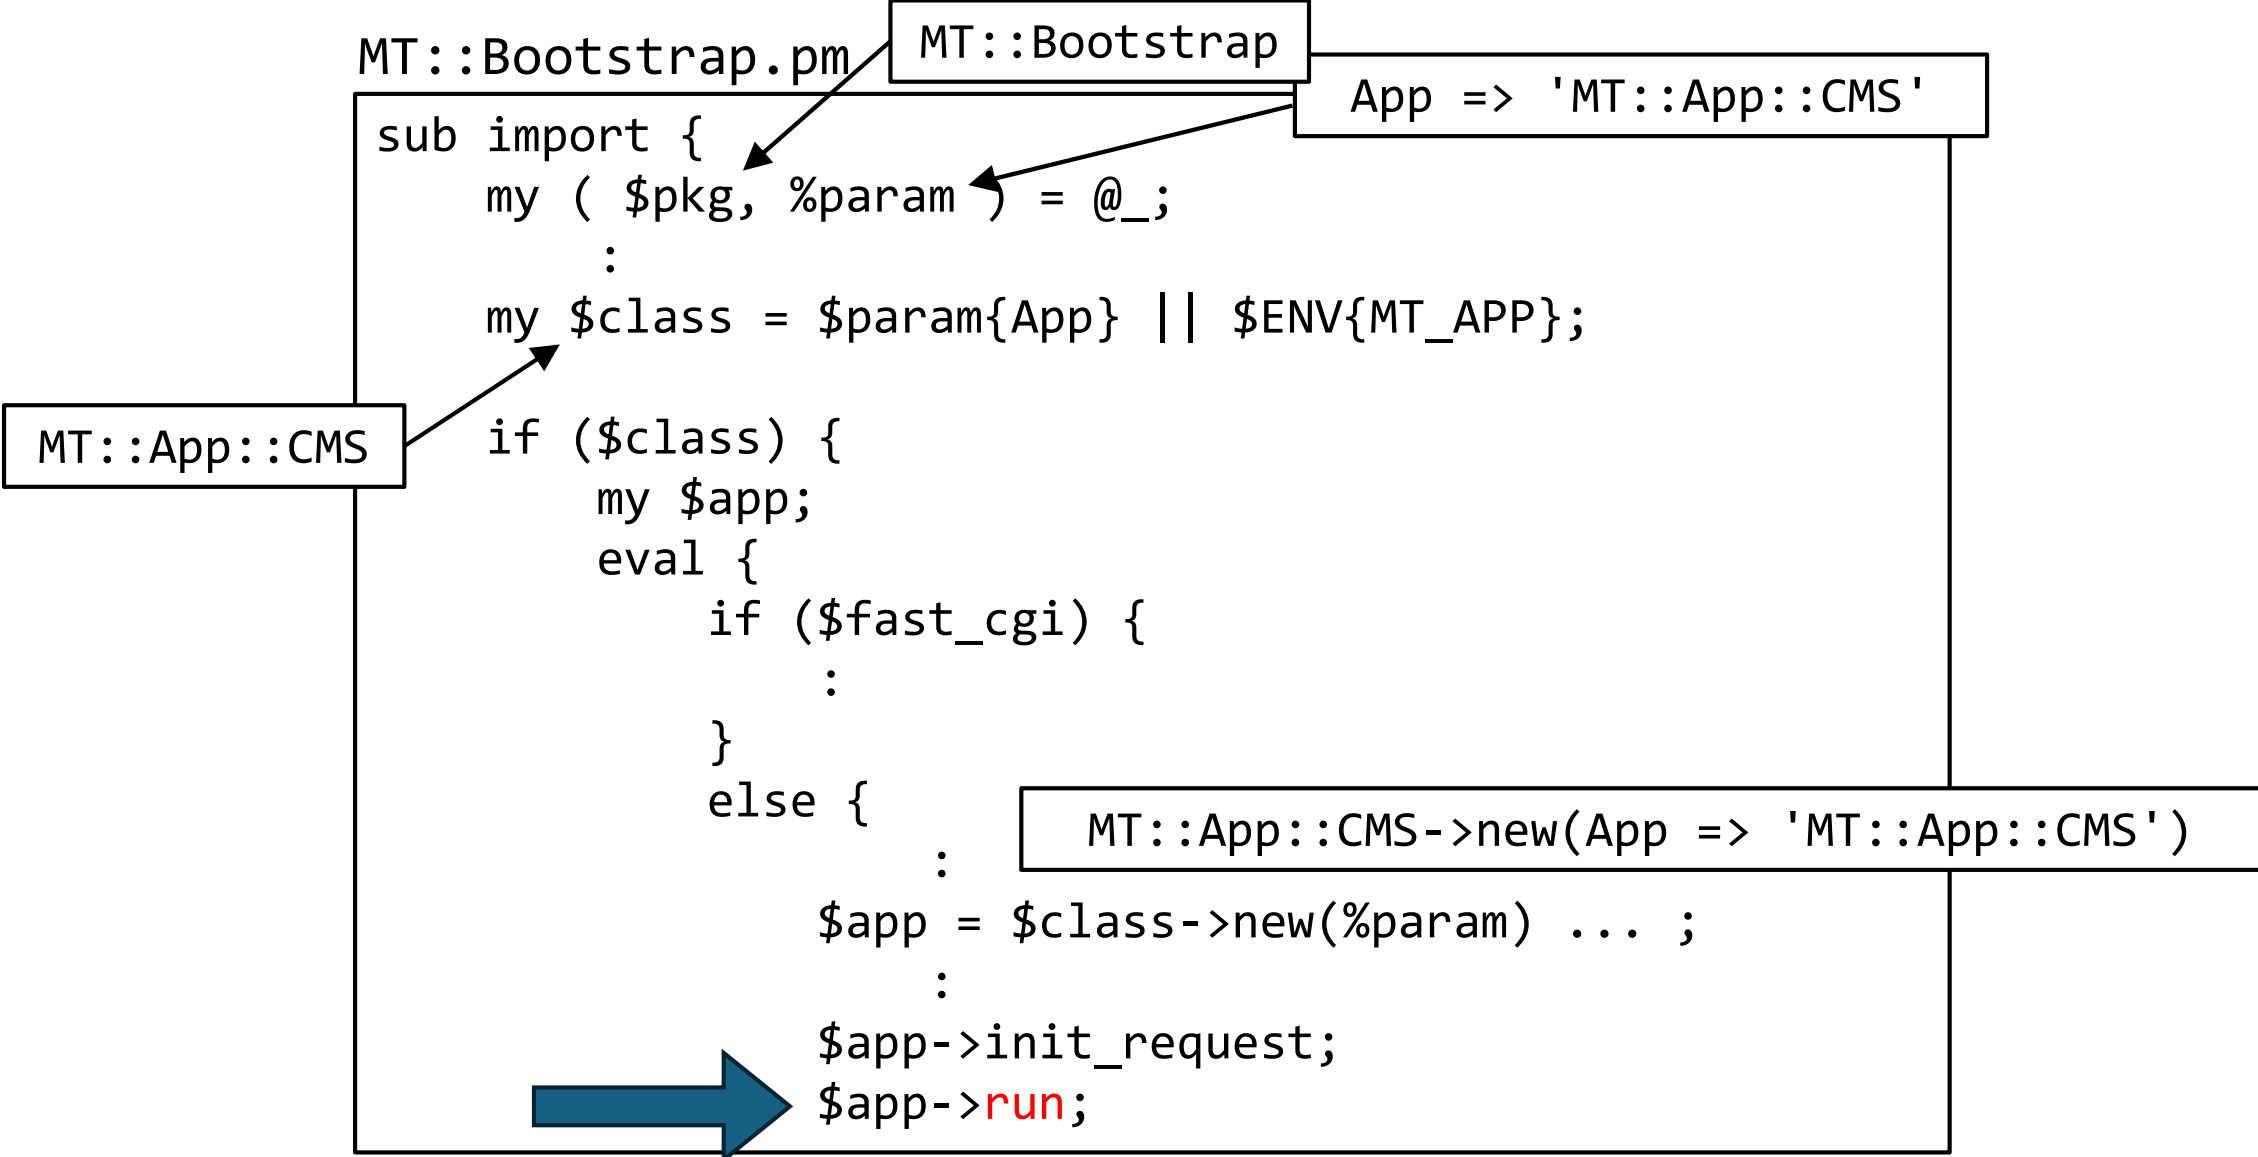 MT::Bootstrap.pm
MT::Bootstrap
App => 'MT::App::CMS'
sub import {
    my ( $pkg, %param ) = @_;
        :
    my $class = $param{App} || $ENV{MT_APP};
MT::App::CMS
    if ($class) {
        my $app;
        eval {
            if ($fast_cgi) {
                :
            }
            else {
MT::App::CMS->new(App => 'MT::App::CMS')
                    :
                $app = $class->new(%param) ... ;
                    :
                $app->init_request;
                $app->run;